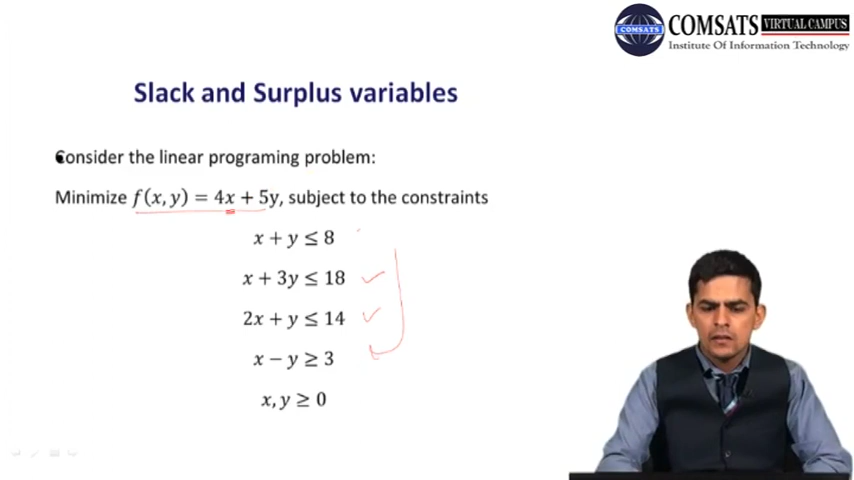 COMSATS
COMSATS VIRTUAL CAMPUS
Institute Of Information Technology
Slack and Surplus variables
Consider the linear programing problem:
Minimize f(x, y) = 4x + 5y, subject to the constraints
x + y ≤ 8
x + 3y ≤ 18
2x + y ≤ 14
x − y ≥ 3
x, y ≥ 0